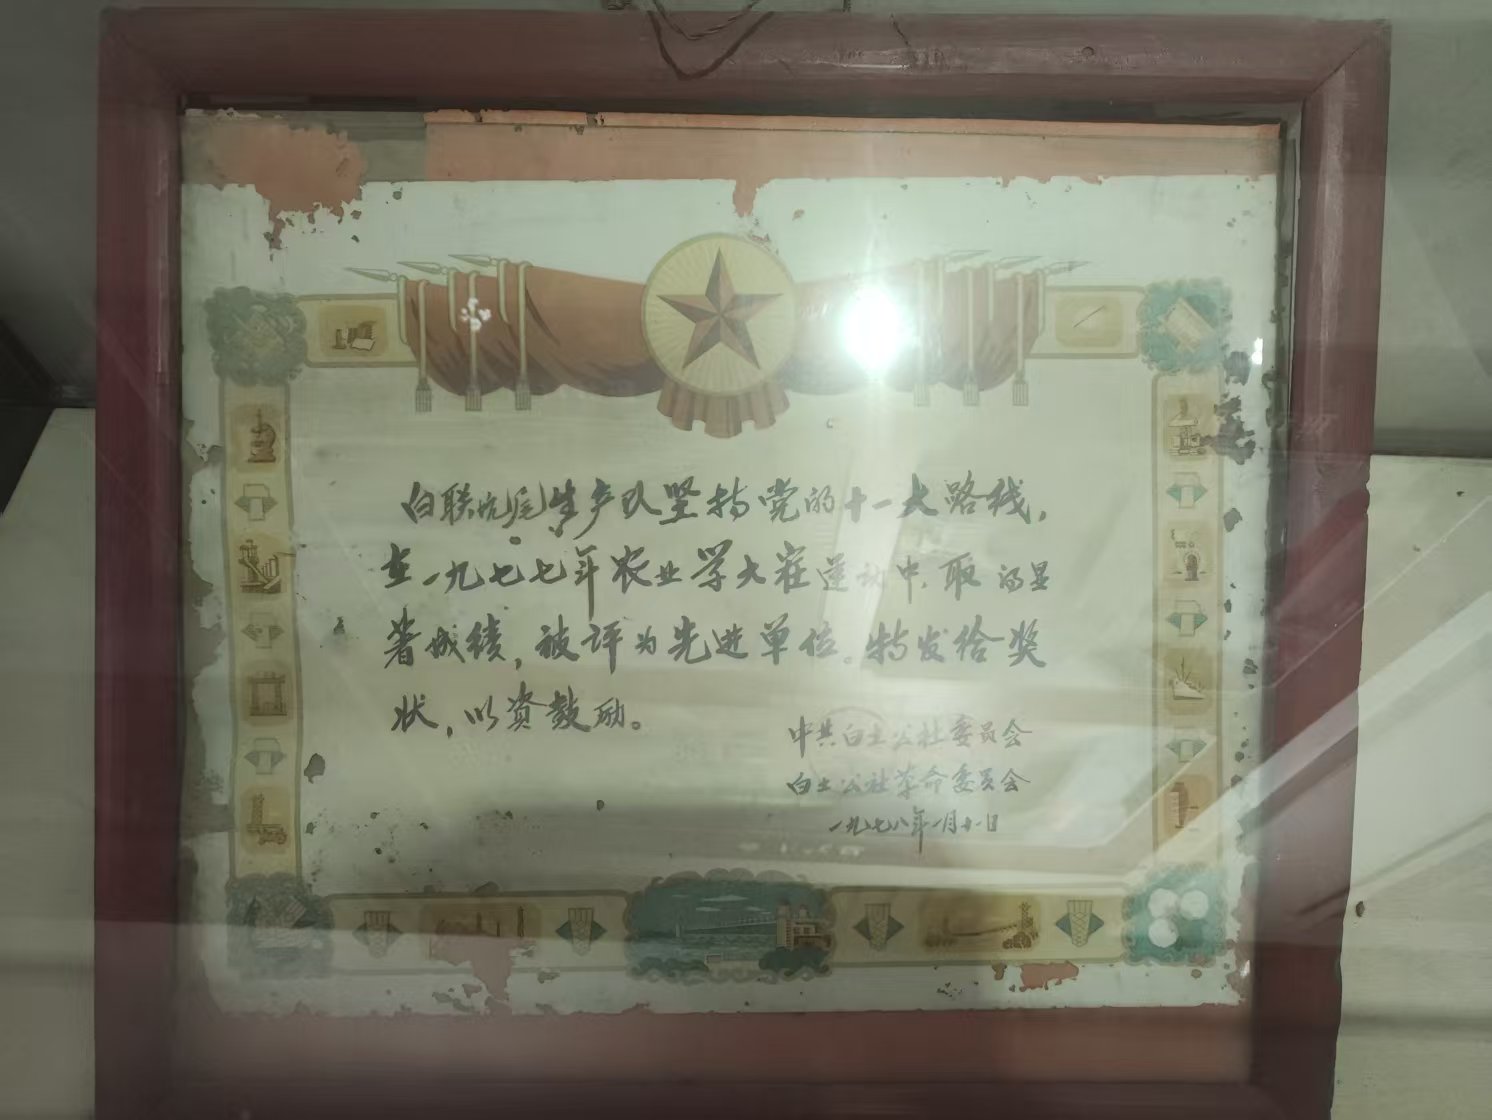 白联坑尾生产队坚持党的十一大路线，
在一九七七年农业学大寨运动中，取得显
著成绩，被评为先进单位。特发给奖
状，以资鼓励。
中共白土公社委员会
白土公社革命委员会
一九七八年一月十一日